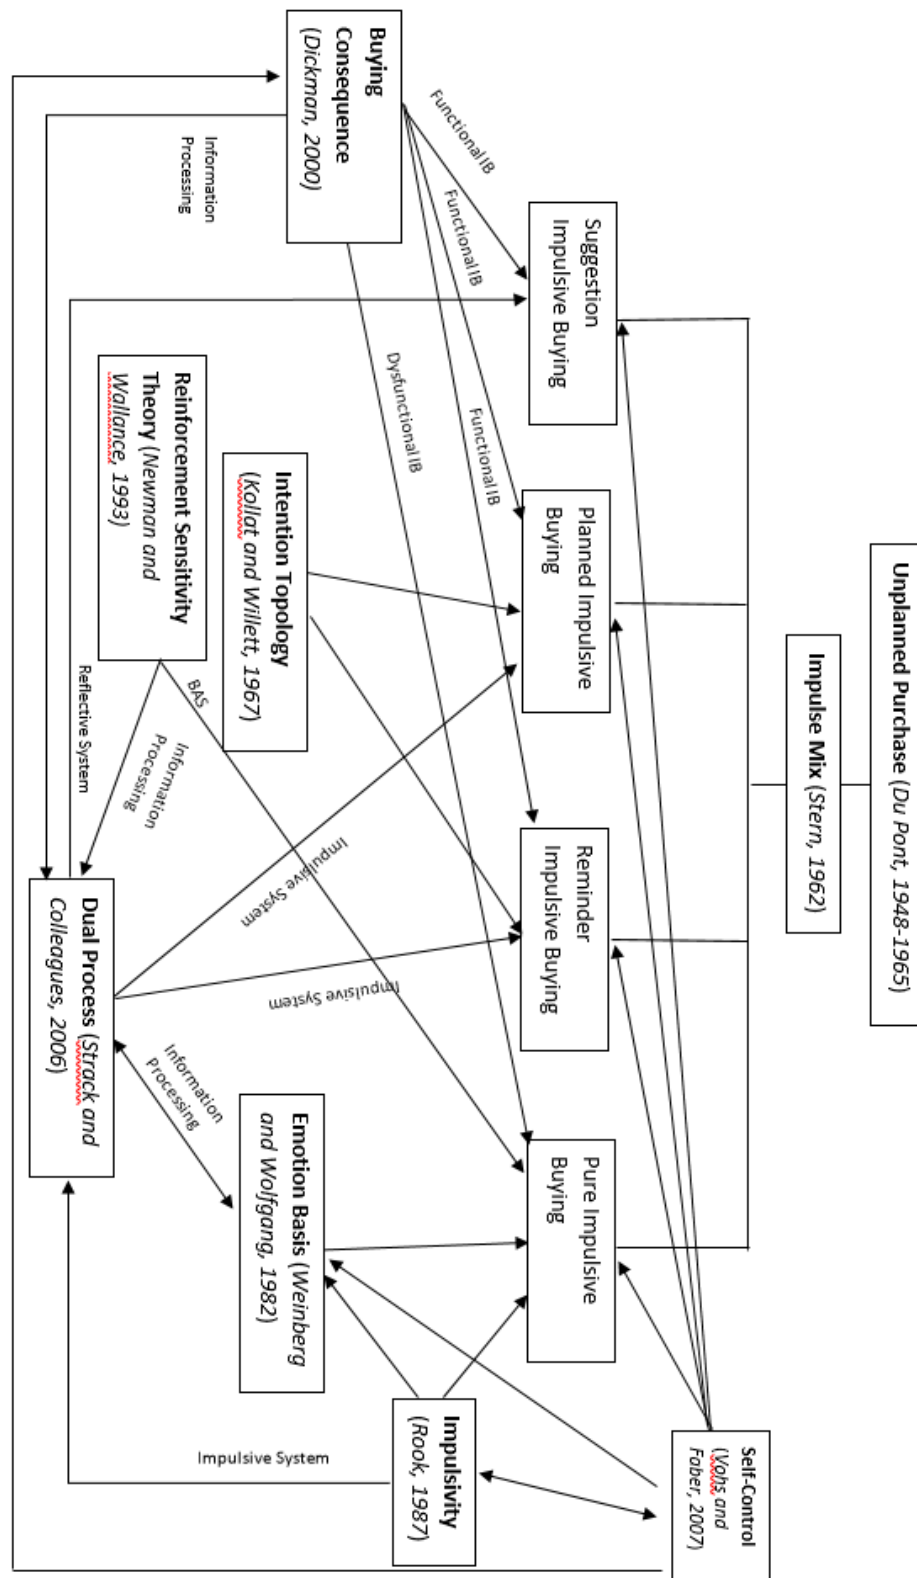 Unplanned Purchase (Du Pont, 1948-1965)
Impulse Mix (Stern, 1962)
Self-Control
(Vohs and
Faber, 2007)
Suggestion
Impulsive Buying
Planned Impulsive
Buying
Reminder
Impulsive Buying
Pure Impulsive
Buying
Functional IB
Functional IB
Functional IB
Dysfunctional IB
Buying
Consequence
(Dickman, 2000)
Impulsivity
(Rook, 1987)
Intention Topology
(Kollat and Willett, 1967)
Emotion Basis (Weinberg
and Wolfgang, 1982)
Reinforcement Sensitivity
Theory (Newman and
Wallance, 1993)
BAS
Impulsive System
Impulsive System
Impulsive System
Information
Processing
Information
Processing
Information
Processing
Reflective System
Dual Process (Strack and
Colleagues, 2006)